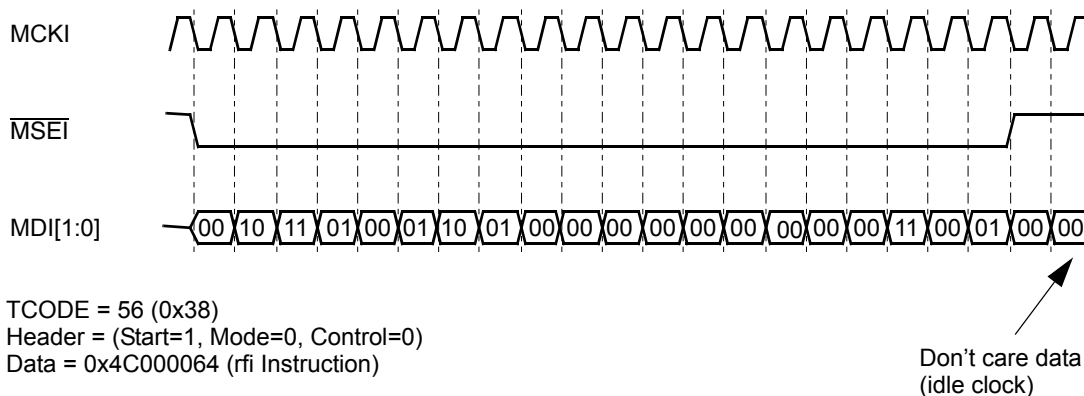 MCKI
MSEI
MDI[1:0] 00 10 11 01 00 01 10 01 00 00 00 00 00 00 00 00 00 11 00 01 00 00
TCODE = 56 (0x38)
Header = (Start=1, Mode=0, Control=0)
Data = 0x4C000064 (rfi Instruction)
Don't care data
(idle clock)